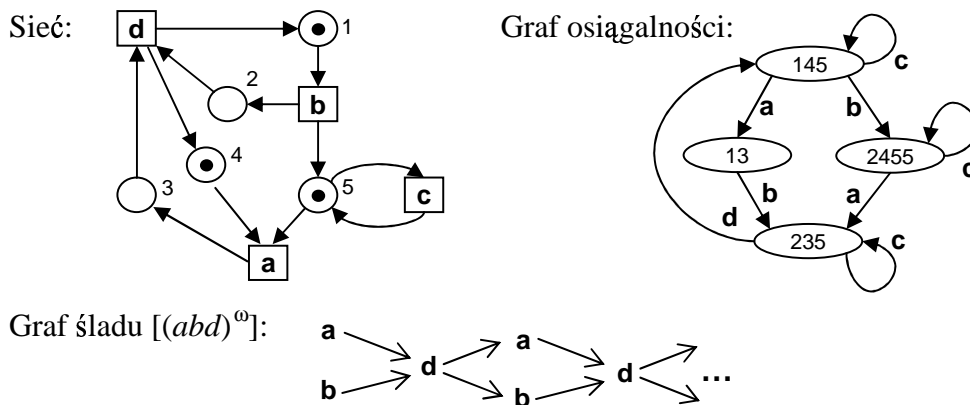 Sieć:
d
1
2
b
4
3
5
c
a
Graf osiągalności:
145
c
a
b
13
2455
c
b
a
d
235
c
Graf śladu [(abd)ω]:
a a
d d ...
b b